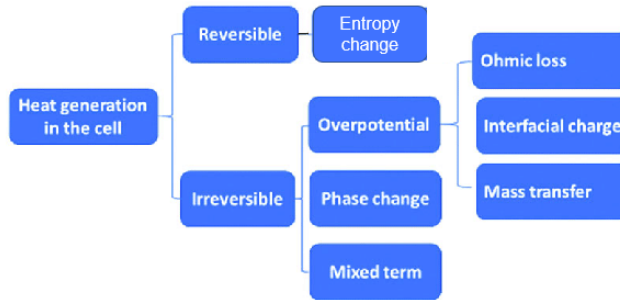 Heat generation
in the cell
Reversible
Entropy
change
Irreversible
Overpotential
Phase change
Mixed term
Ohmic loss
Interfacial charge
Mass transfer